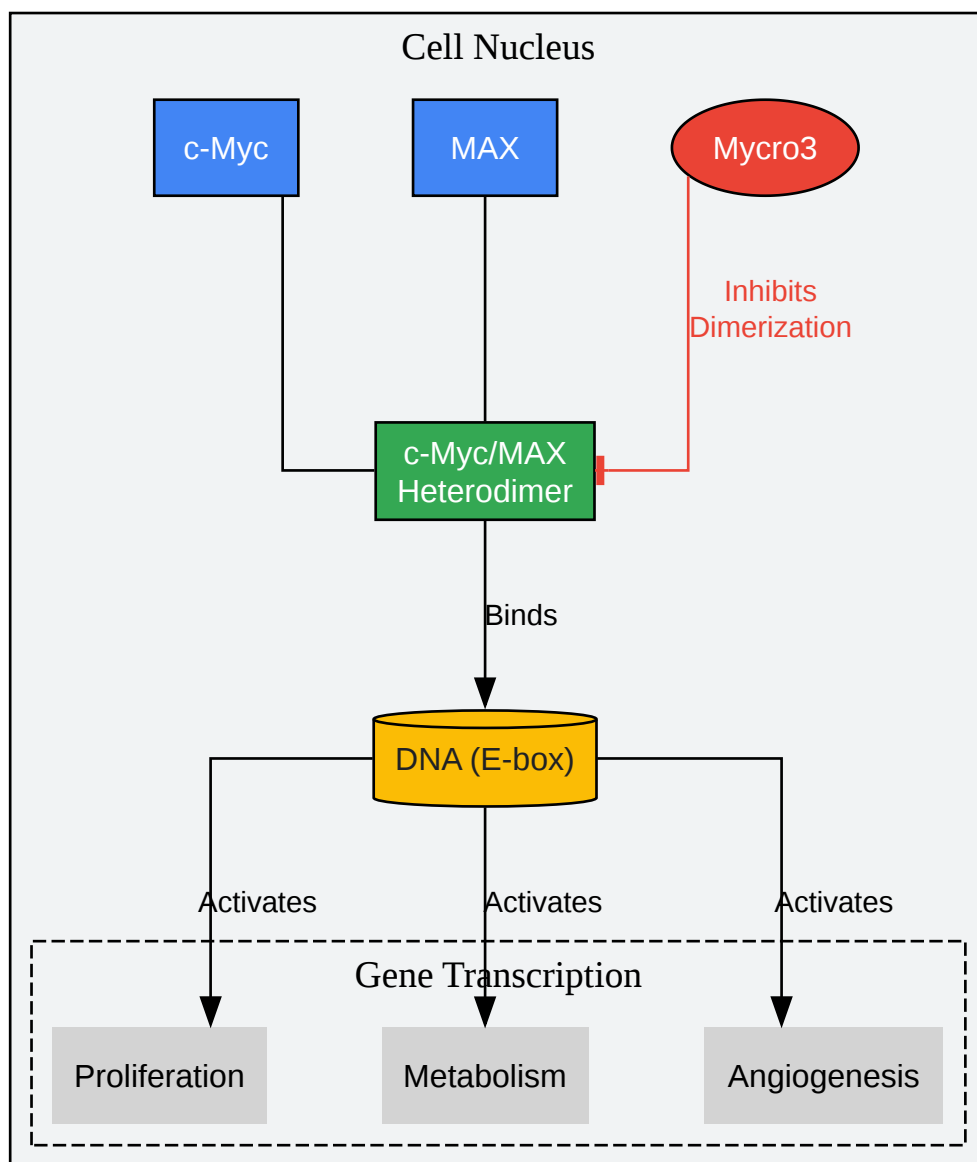 Cell Nucleus
c-Myc
MAX
Mycro3
Inhibits
Dimerization
c-Myc/MAX
Heterodimer
Binds
DNA (E-box)
Activates
Activates
Activates
Gene Transcription
Proliferation
Metabolism
Angiogenesis